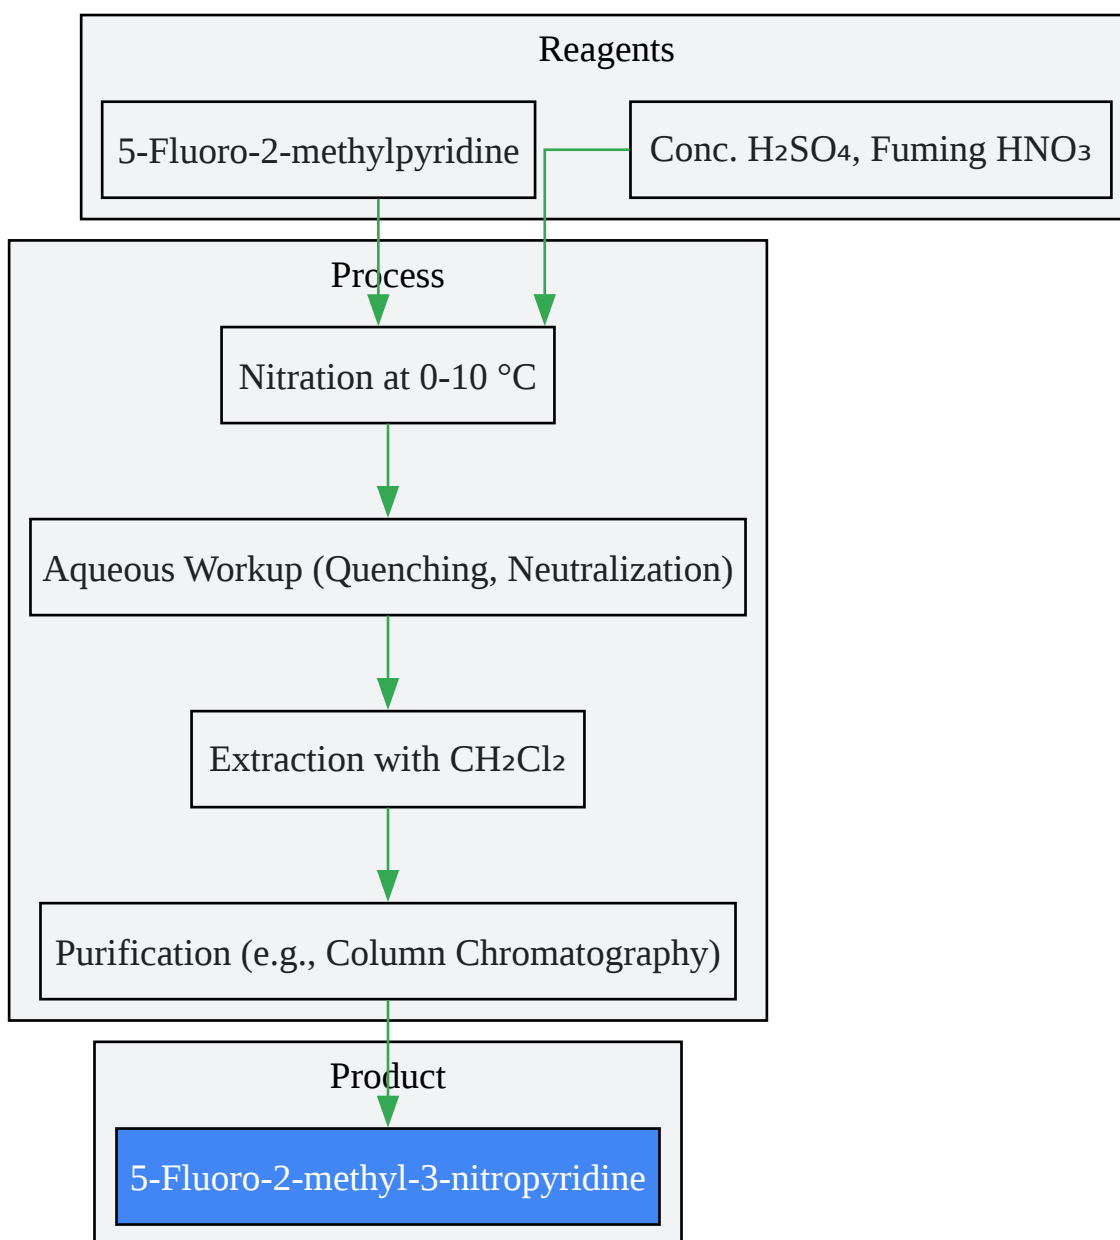 Reagents
5-Fluoro-2-methylpyridine
Conc. H₂SO₄, Fuming HNO₃
Process
Nitration at 0-10 °C
Aqueous Workup (Quenching, Neutralization)
Extraction with CH₂Cl₂
Purification (e.g., Column Chromatography)
Product
5-Fluoro-2-methyl-3-nitropyridine